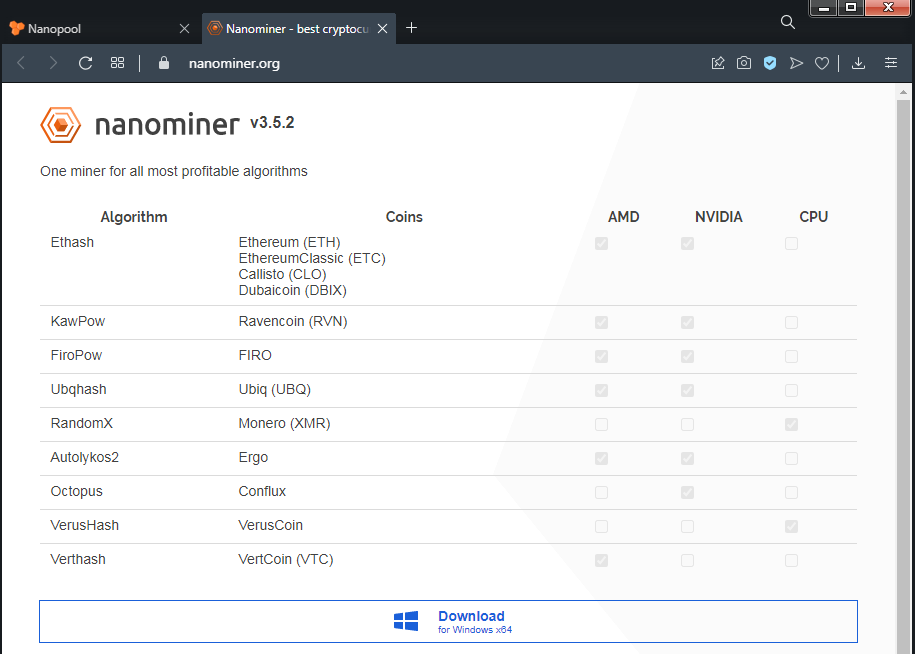 Nanopool
Nanominer - best cryptocu
nanominer.org
nanominer v3.5.2
One miner for all most profitable algorithms
Algorithm Coins AMD NVIDIA CPU
Ethash Ethereum (ETH)
EthereumClassic (ETC)
Callisto (CLO)
Dubaicoin (DBIX)
KawPow Ravencoin (RVN)
FiroPow FIRO
Ubqhash Ubiq (UBQ)
RandomX Monero (XMR)
Autolykos2 Ergo
Octopus Conflux
VerusHash VerusCoin
Verthash VertCoin (VTC)
Download
for Windows x64